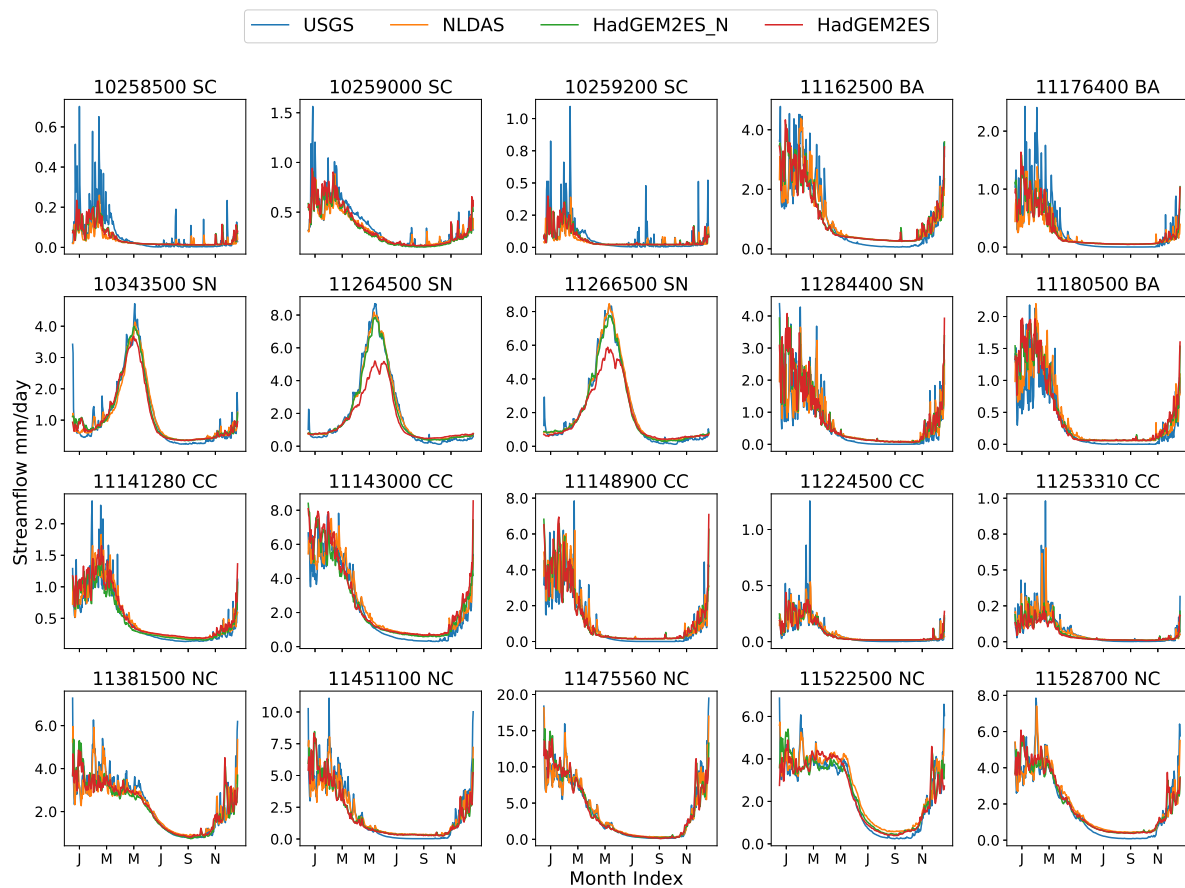 USGS NLDAS HadGEM2ES_N HadGEM2ES
10258500 SC 10259000 SC 10259200 SC 11162500 BA 11176400 BA
0.6 0.4 0.2 0.0
1.5 1.0 0.5
1.0 0.8 0.5 0.2 0.0
4.0 2.0 0.0
2.0 1.0 0.0
10343500 SN 11264500 SN 11266500 SN 11284400 SN 11180500 BA
4.0 3.0 2.0 1.0
8.0 6.0 4.0 2.0 0.0
8.0 6.0 4.0 2.0 0.0
4.0 3.0 2.0 1.0 0.0
2.0 1.5 1.0 0.5 0.0
Streamflow mm/day
11141280 CC 11143000 CC 11148900 CC 11224500 CC 11253310 CC
2.0 1.5 1.0 0.5
8.0 6.0 4.0 2.0 0.0
8.0 6.0 4.0 2.0 0.0
1.0 0.5 0.0
1.0 0.8 0.5 0.2 0.0
11381500 NC 11451100 NC 11475560 NC 11522500 NC 11528700 NC
6.0 4.0 2.0
10.0 7.5 5.0 2.5 0.0
20.0 15.0 10.0 5.0 0.0
6.0 4.0 2.0 0.0
8.0 6.0 4.0 2.0 0.0
J M M J S N J M M J S N J M M J S N J M M J S N J M M J S N
Month Index